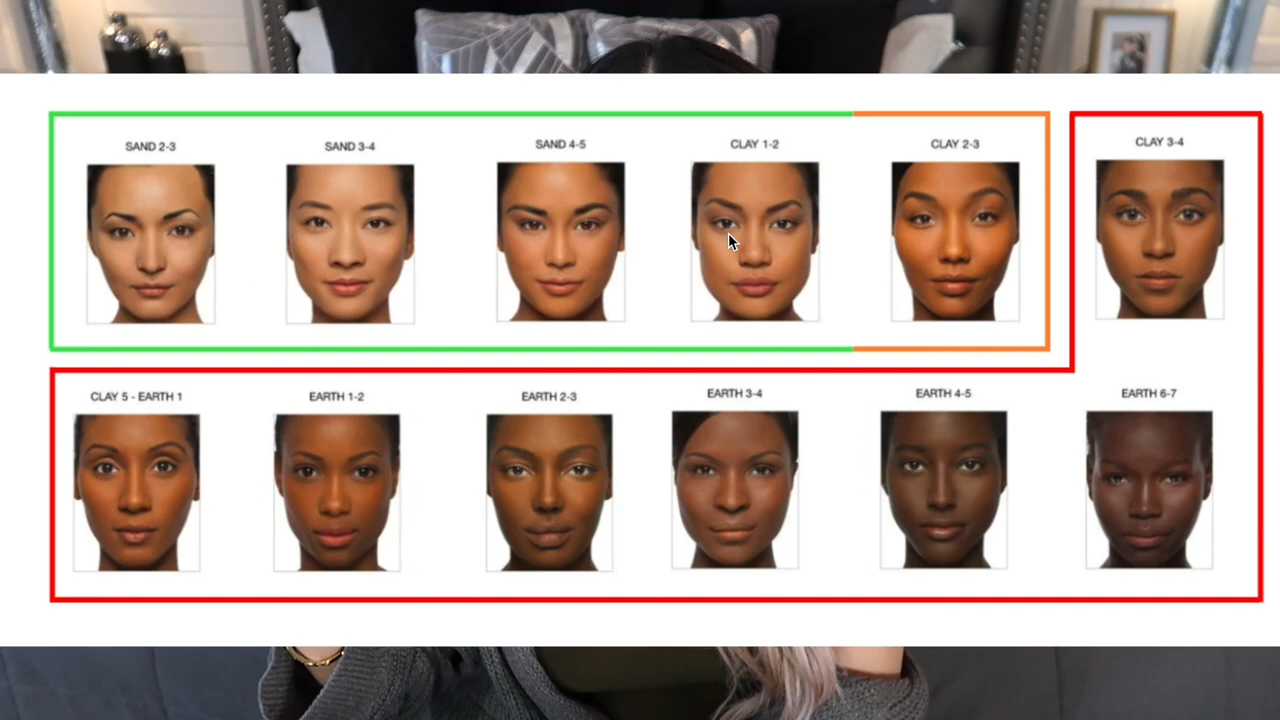 SAND 2-3
SAND 3-4
SAND 4-5
CLAY 1-2
CLAY 2-3
CLAY 3-4
CLAY 5 - EARTH 1
EARTH 1-2
EARTH 2-3
EARTH 3-4
EARTH 4-5
EARTH 6-7